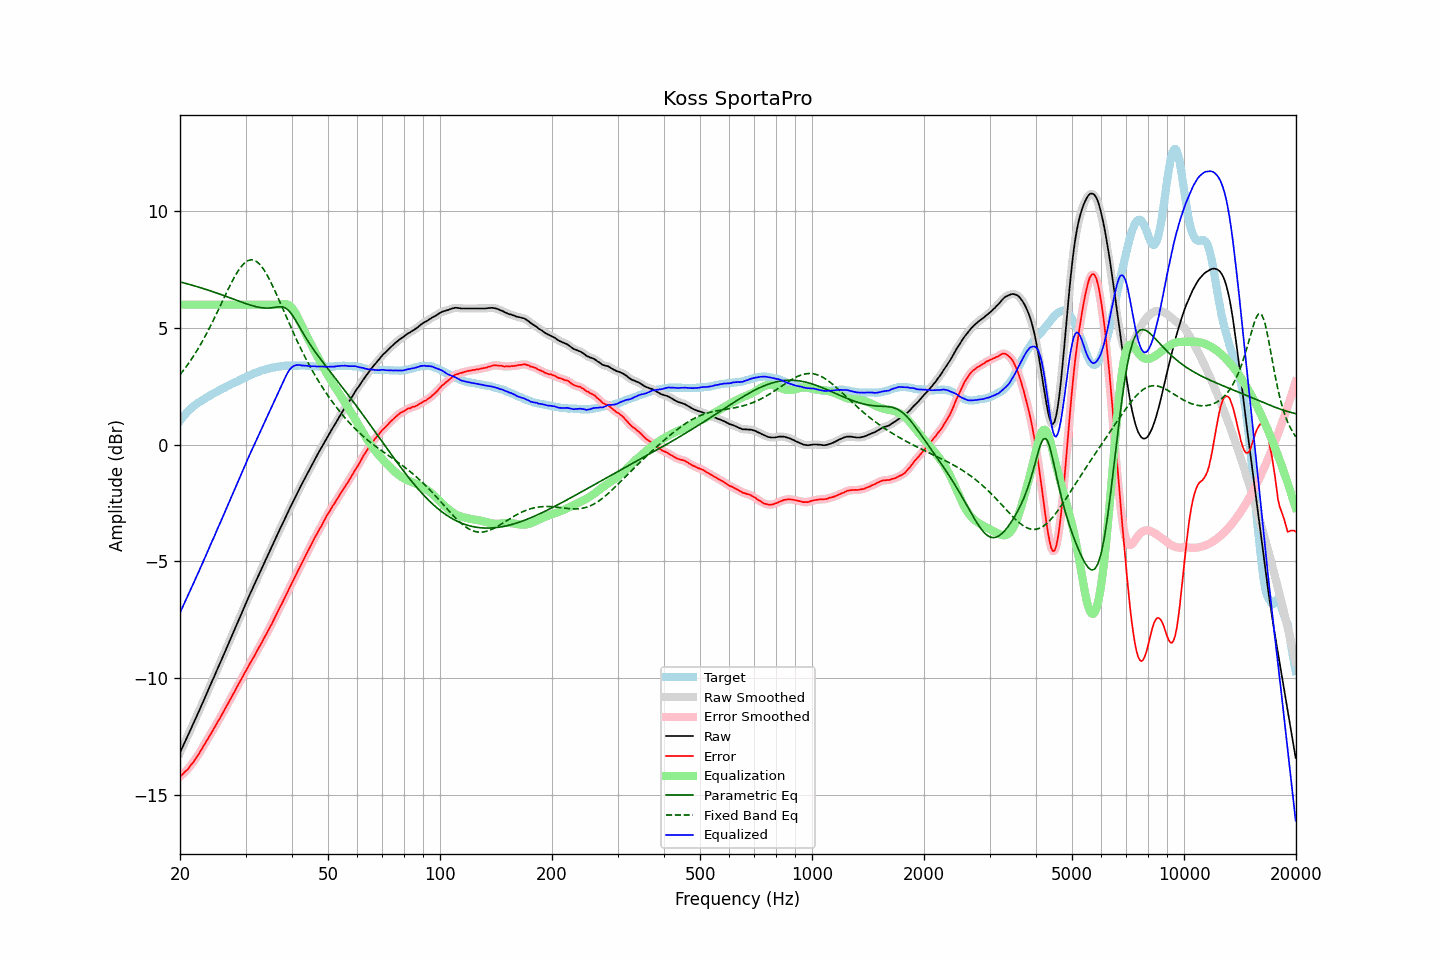 Koss SportaPro
Amplitude (dBr)
10
5
0
−5
−10
−15
20
50
100
200
500
1000
2000
5000
10000
20000
Frequency (Hz)
Target
Raw Smoothed
Error Smoothed
Raw
Error
Equalization
Parametric Eq
Fixed Band Eq
Equalized